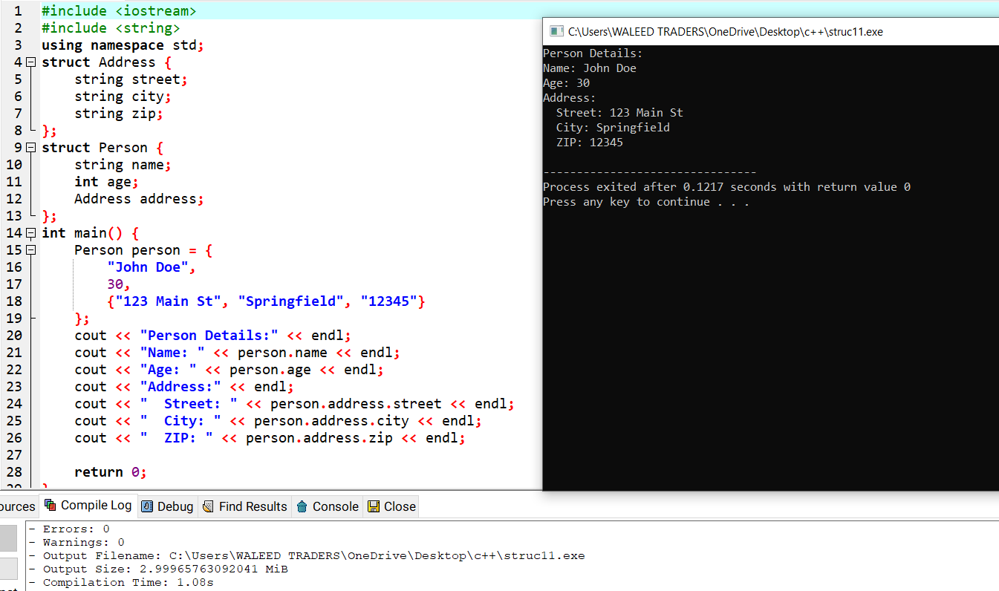 1 #include <iostream>
2 #include <string>
3 using namespace std;
4 struct Address {
5     string street;
6     string city;
7     string zip;
8 };
9 struct Person {
10     string name;
11     int age;
12     Address address;
13 };
14 int main() {
15     Person person = {
16         "John Doe",
17         30,
18         {"123 Main St", "Springfield", "12345"}
19     };
20     cout << "Person Details:" << endl;
21     cout << "Name: " << person.name << endl;
22     cout << "Age: " << person.age << endl;
23     cout << "Address:" << endl;
24     cout << "  Street: " << person.address.street << endl;
25     cout << "  City: " << person.address.city << endl;
26     cout << "  ZIP: " << person.address.zip << endl;
27
28     return 0;
29 }
C:\Users\WALEED TRADERS\OneDrive\Desktop\c++\struc11.exe
Person Details:
Name: John Doe
Age: 30
Address:
  Street: 123 Main St
  City: Springfield
  ZIP: 12345
--------------------------------
Process exited after 0.1217 seconds with return value 0
Press any key to continue . . .
ources Compile Log Debug Find Results Console Close
- Errors: 0
- Warnings: 0
- Output Filename: C:\Users\WALEED TRADERS\OneDrive\Desktop\c++\struc11.exe
- Output Size: 2.99965763092041 MiB
- Compilation Time: 1.08s